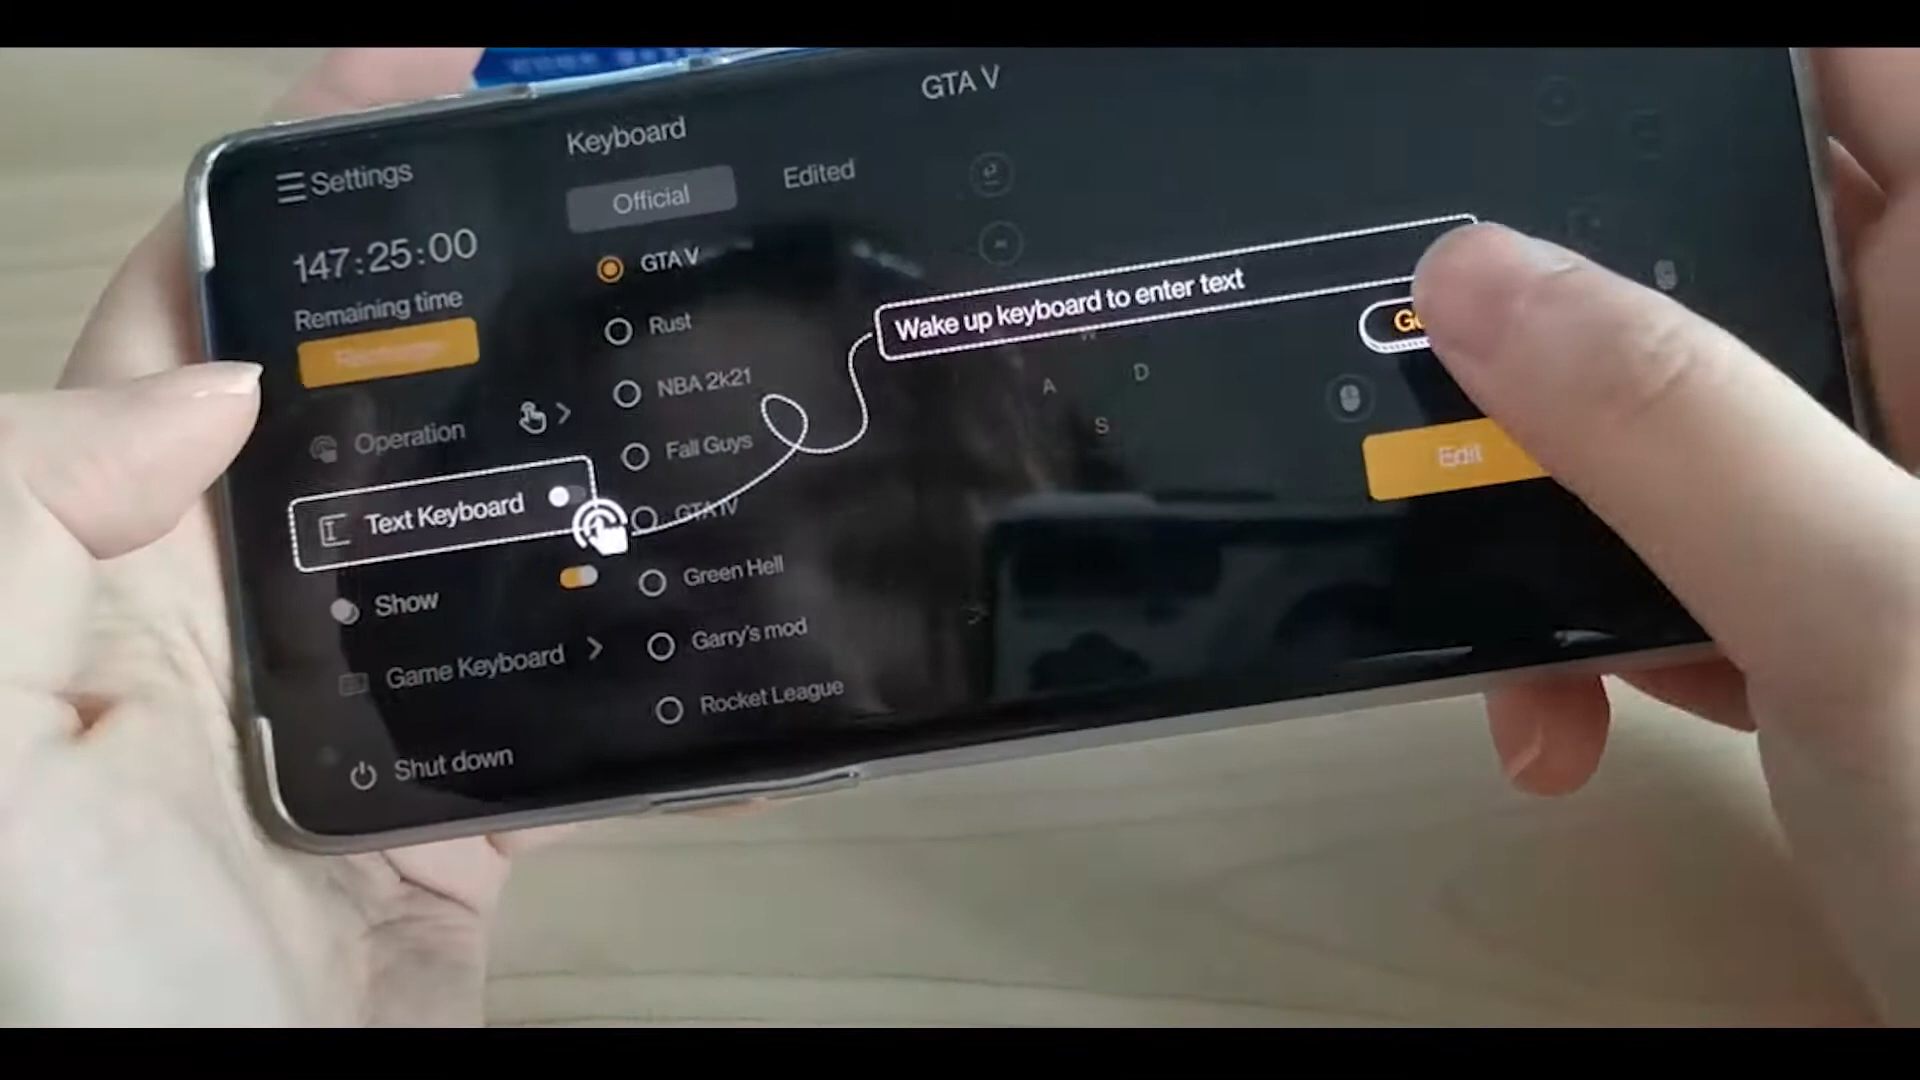 GTA V
Keyboard
Settings
Official
Edited
147:25:00
Remaining time
GTA V
Rust
NBA 2k21
Fall Guys
GTA IV
Green Hell
Garry's mod
Rocket League
Operation
Text Keyboard
Show
Game Keyboard
Shut down
Wake up keyboard to enter text
A
D
S
Edit